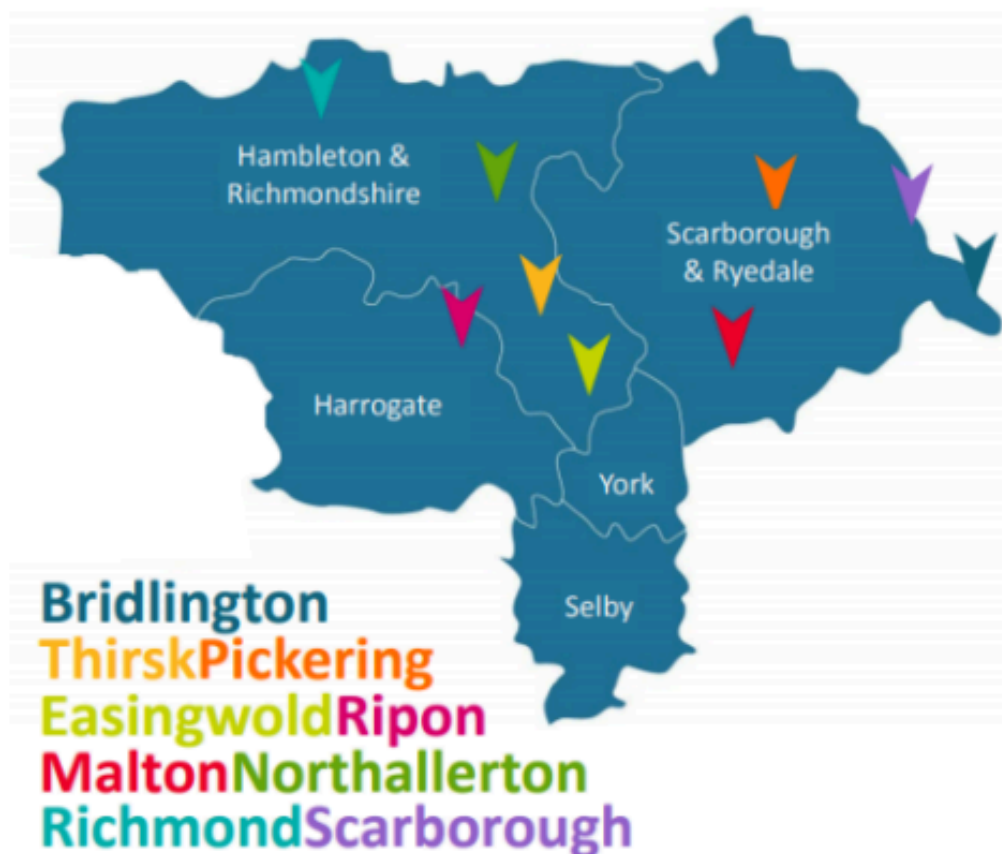 Hambleton &
Richmondshire
Scarborough
& Ryedale
Harrogate
York
Selby
Bridlington
ThirskPickering
EasingwoldRipon
MaltonNorthallerton
RichmondScarborough